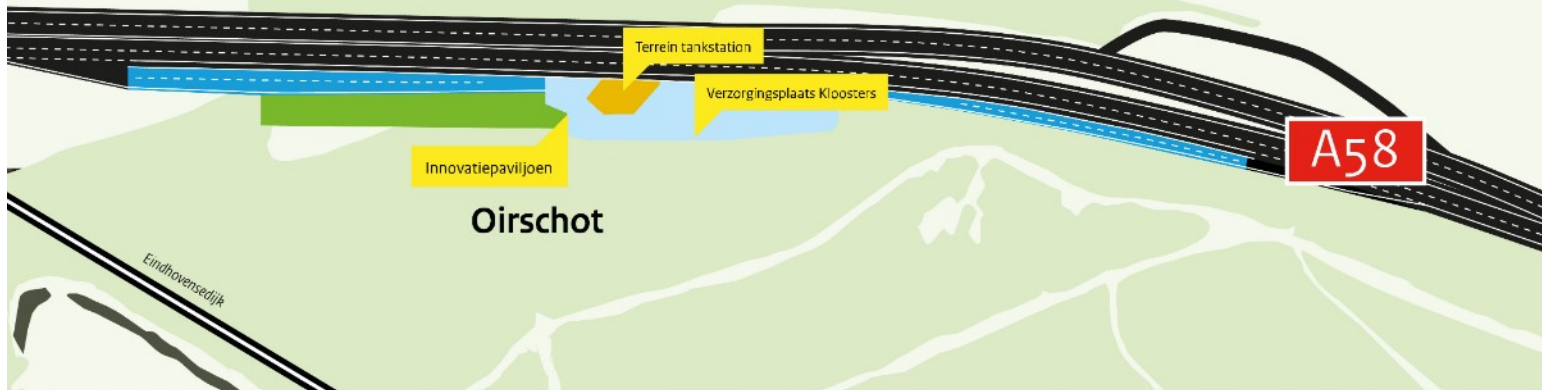 Terrein tankstation
Verzorgingsplaats Kloosters
A58
Innovatiepaviljoen
Oirschot
Eindhovensedijk